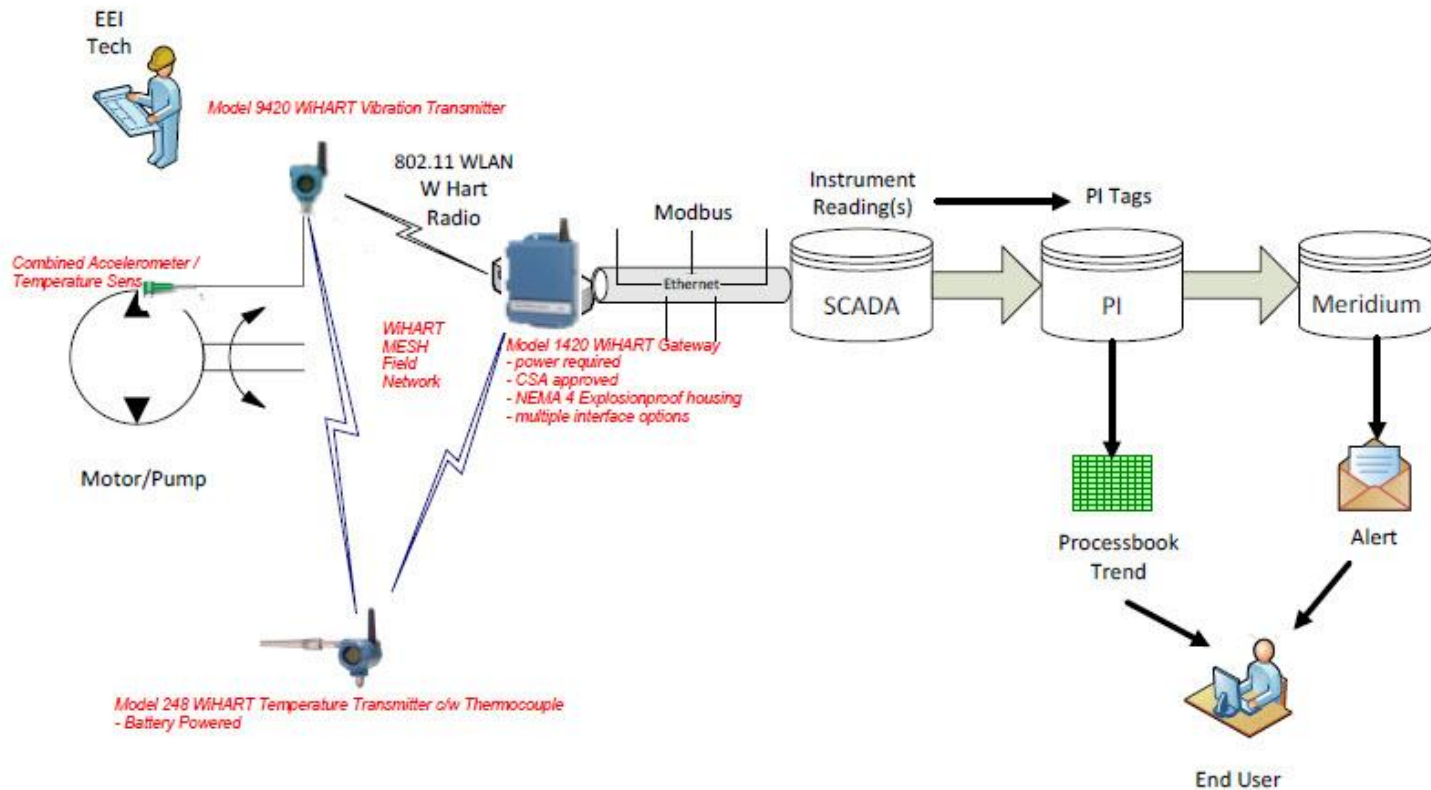 EEI
Tech
Model 9420 WiHART Vibration Transmitter
802.11 WLAN
W Hart
Radio
Instrument
Reading(s)
PI Tags
Modbus
Combined Accelerometer /
Temperature Sens
Ethernet
SCADA
PI
Meridium
WiHART
MESH
Field
Network
Model 1420 WiHART Gateway
- power required
- CSA approved
- NEMA 4 Explosionproof housing
- multiple interface options
Motor/Pump
Processbook
Trend
Alert
Model 248 WiHART Temperature Transmitter c/w Thermocouple
- Battery Powered
End User